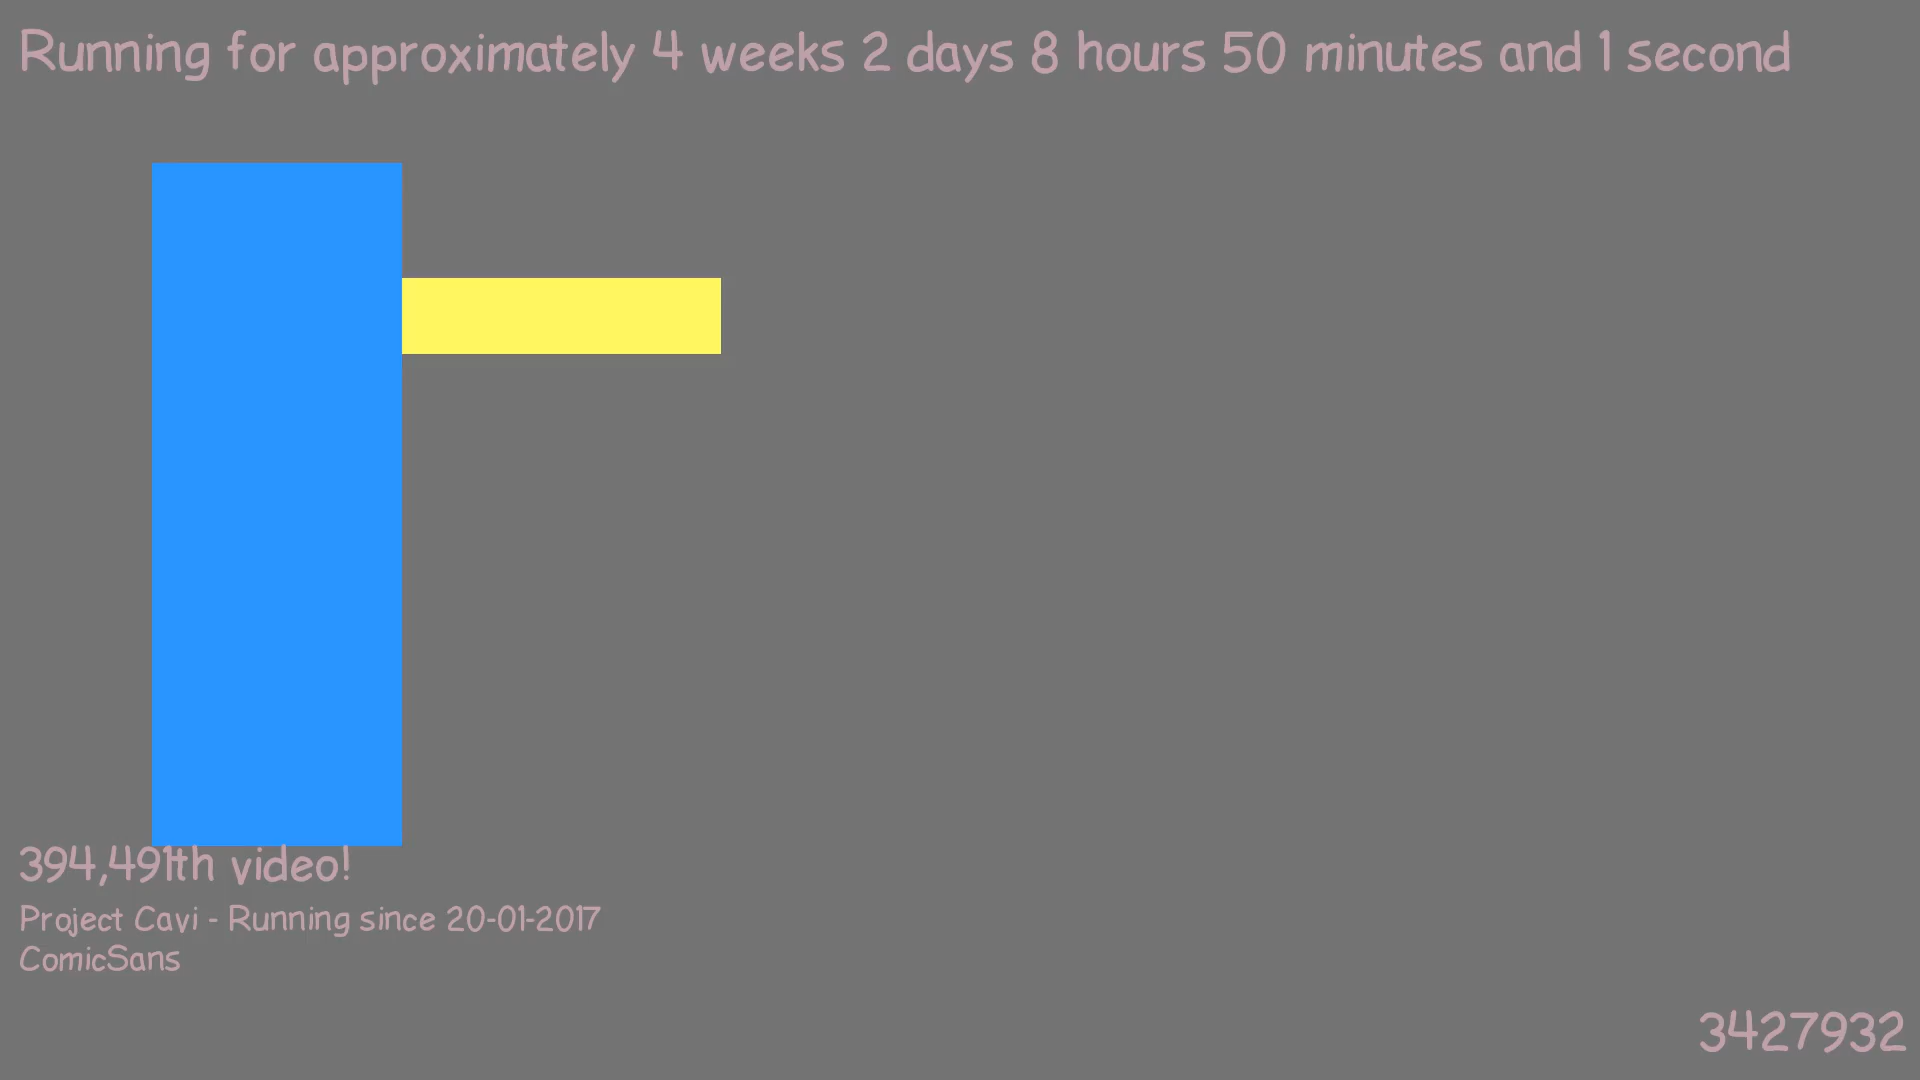 Running for approximately 4 weeks 2 days 8 hours 50 minutes and 1 second
394,491th video!
Project Cavi - Running since 20-01-2017
ComicSans
3427932